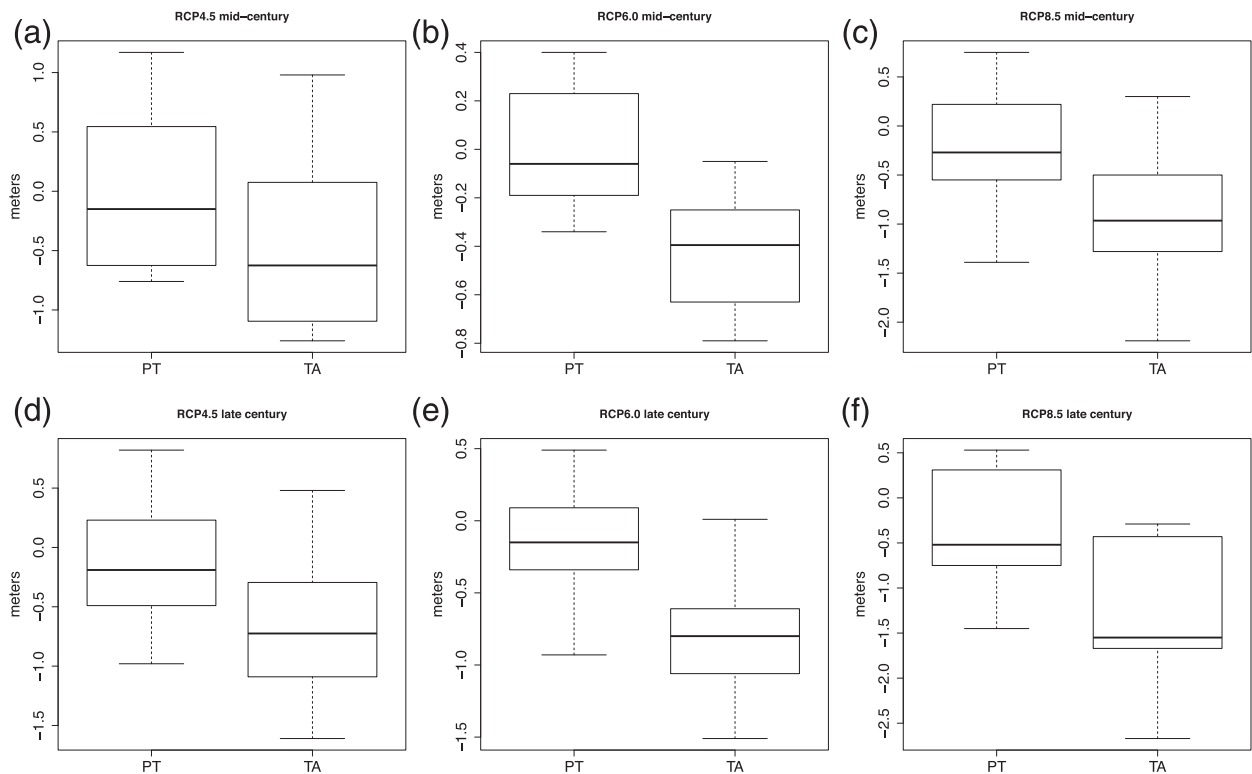 (a)
RCP4.5 mid−century
meters
1.0
0.5
0.0
−0.5
−1.0
PT
TA
(b)
RCP6.0 mid−century
meters
0.4
0.2
0.0
−0.2
−0.4
−0.6
−0.8
PT
TA
(c)
RCP8.5 mid−century
meters
0.5
0.0
−0.5
−1.0
−1.5
−2.0
PT
TA
(d)
RCP4.5 late century
meters
0.5
0.0
−0.5
−1.0
−1.5
PT
TA
(e)
RCP6.0 late century
meters
0.5
0.0
−0.5
−1.0
−1.5
PT
TA
(f)
RCP8.5 late century
meters
0.5
0.0
−0.5
−1.0
−1.5
−2.0
−2.5
PT
TA